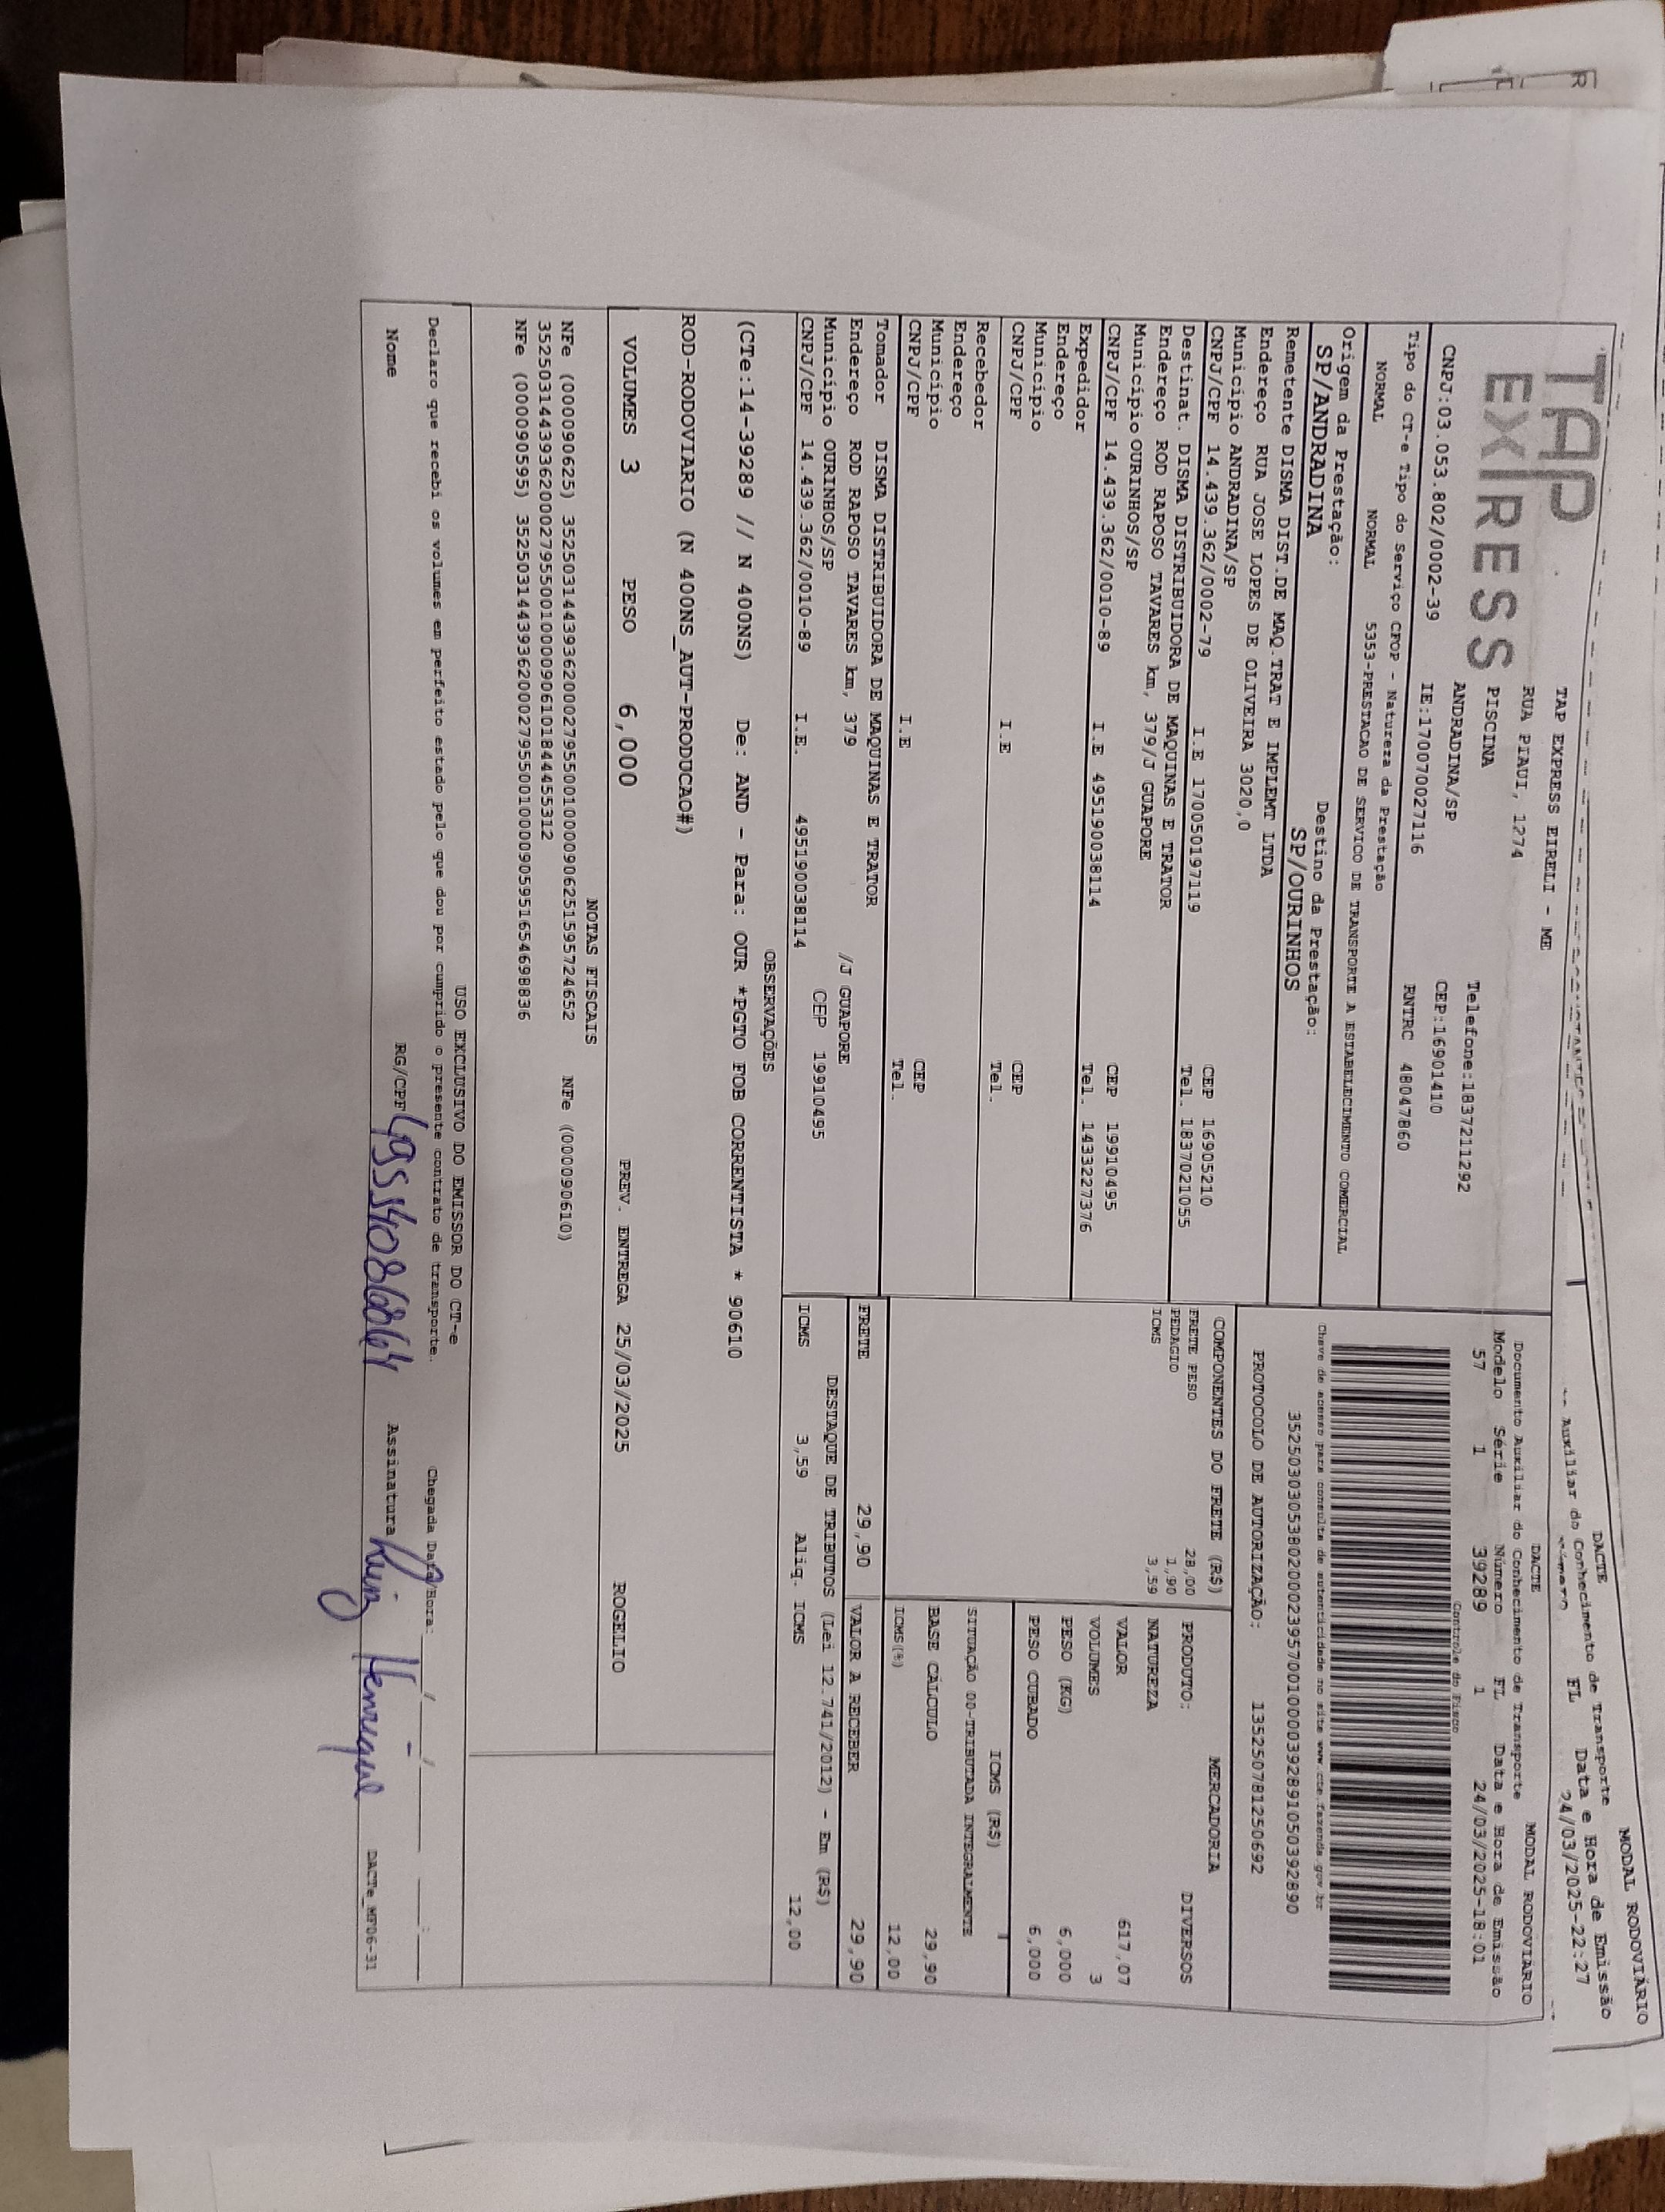 MODAL RODOVIÁRIO
DACTE
Auxiliar do Conhecimento de Transporte
FL Data e Hora de Emissão
24/03/2025-22:27
TAP
EXPRESS
TAP EXPRESS EIRELI - ME
RUA PIAUI, 1274
PISCINA
ANDRADINA/SP
Telefone:1837211292
CEP:16901410
CNPJ:03.053.802/0002-39 IE:170070027116 RNTRC 48047860
Tipo do CT-e Tipo do Serviço CFOP - Natureza da Prestação
NORMAL NORMAL 5353-PRESTACAO DE SERVICO DE TRANSPORTE A ESTABELECIMENTO COMERCIAL
Origem da Prestação: Destino da Prestação:
SP/ANDRADINA SP/OURINHOS
DACTE MODAL RODOVIARIO
Documento Auxiliar do Conhecimento de Transporte
Modelo Série Número FL Data e Hora de Emissão
57 1 39289 1 24/03/2025-18:01
Controle do Fisco
Chave de acesso para consulta de autenticidade no site www.cte.fazenda.gov.br
35250303053802000239570010000392891050392890
PROTOCOLO DE AUTORIZAÇÃO: 135250781250692
Remetente DISMA DIST.DE MAQ.TRAT E IMPLEMT LTDA
Endereço RUA JOSE LOPES DE OLIVEIRA 3020,0
Municipio ANDRADINA/SP CEP 16905210
CNPJ/CPF 14.439.362/0002-79 I.E 170050197119 Tel. 1837021055
Destinat. DISMA DISTRIBUIDORA DE MAQUINAS E TRATOR
Endereço ROD RAPOSO TAVARES km, 379/J GUAPORE
Municipio OURINHOS/SP CEP 19910495
CNPJ/CPF 14.439.362/0010-89 I.E 495190038114 Tel. 1433227376
Expedidor
Endereço
Municipio CEP
CNPJ/CPF I.E Tel.
Recebedor
Endereço
Municipio CEP
CNPJ/CPF I.E Tel.
Tomador DISMA DISTRIBUIDORA DE MAQUINAS E TRATOR
Endereço ROD RAPOSO TAVARES km, 379 /J GUAPORE
Municipio OURINHOS/SP CEP 19910495
CNPJ/CPF 14.439.362/0010-89 I.E. 495190038114
COMPONENTES DO FRETE (R$)
FRETE PESO 28,00
PEDAGIO 1,90
ICMS 3,59
MERCADORIA
PRODUTO: DIVERSOS
NATUREZA
VALOR 617,07
VOLUMES 3
PESO (KG) 6,000
PESO CUBADO 6,000
ICMS (R$)
SITUAÇÃO 00-TRIBUTADA INTEGRALMENTE
BASE CÁLCULO 29,90
ICMS(%) 12,00
FRETE 29,90 VALOR A RECEBER 29,90
DESTAQUE DE TRIBUTOS (Lei 12.741/2012) - Em (R$)
ICMS 3,59 Aliq. ICMS 12,00
OBSERVAÇÕES
(CTe:14-39289 // N 400NS) De: AND - Para: OUR *PGTO FOB CORRENTISTA * 90610
ROD-RODOVIARIO (N 400NS_AUT-PRODUCAO#)
VOLUMES 3 PESO 6,000 PREV. ENTREGA 25/03/2025 ROGELIO
NOTAS FISCAIS
NFe (000090625) 35250314439362000279550010000906251595724652 NFe (000090610)
35250314439362000279550010000906101844455312
NFe (000090595) 35250314439362000279550010000905951654698836
USO EXCLUSIVO DO EMISSOR DO CT-e
Declaro que recebi os volumes em perfeito estado pelo que dou por cumprido o presente contrato de transporte. Chegada Data/Hora: / / :
Nome RG/CPF Assinatura Henrique
DACTe_MF06-31